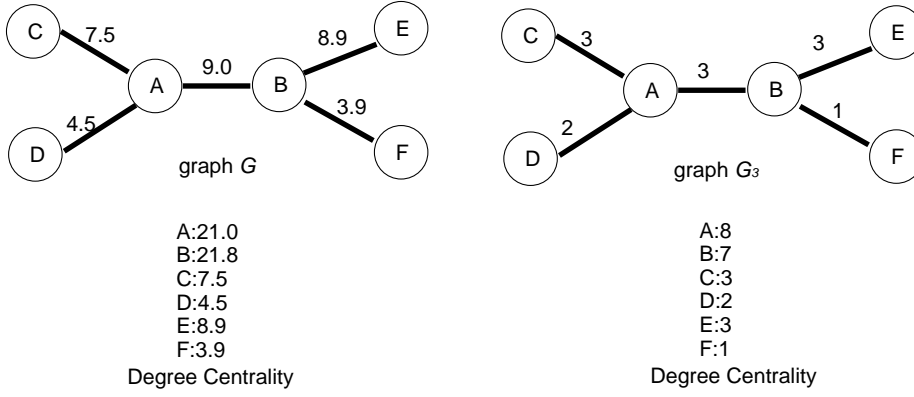 C
7.5
A
9.0
B
8.9
E
4.5
D
3.9
F
graph G
A:21.0
B:21.8
C:7.5
D:4.5
E:8.9
F:3.9
Degree Centrality
C
3
A
3
B
3
E
2
D
1
F
graph G₃
A:8
B:7
C:3
D:2
E:3
F:1
Degree Centrality